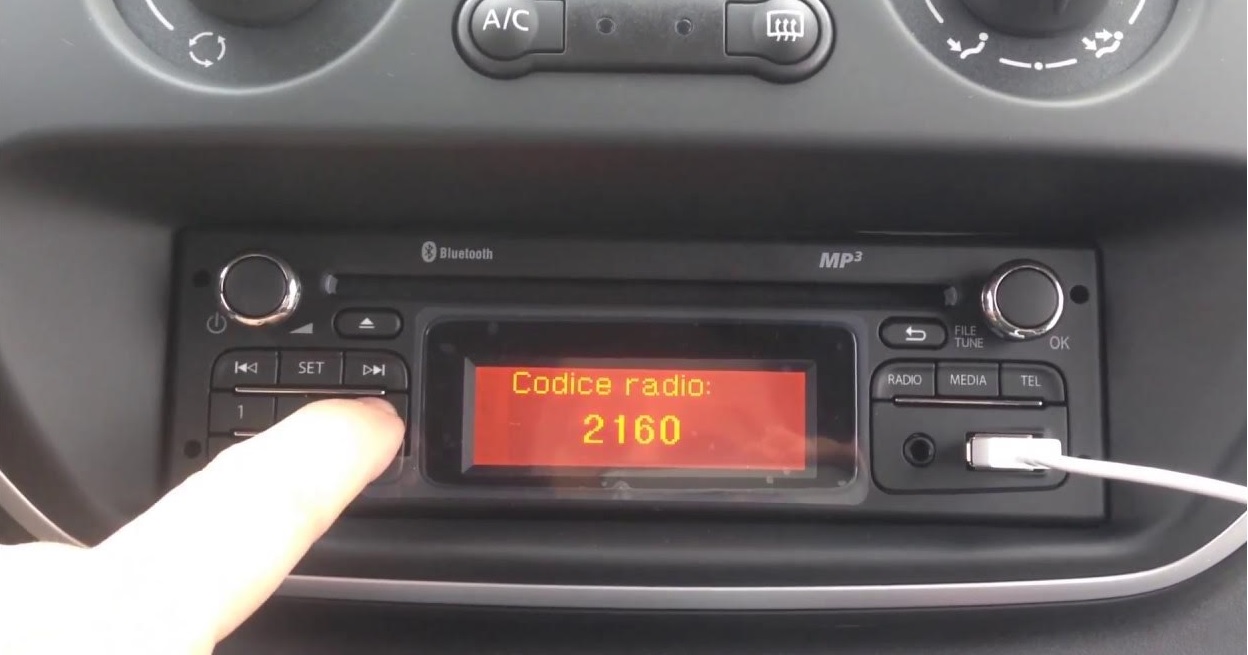 A/C
Bluetooth
MP3
FILE
TUNE
OK
SET
RADIO MEDIA TEL
1
Codice radio:
2160